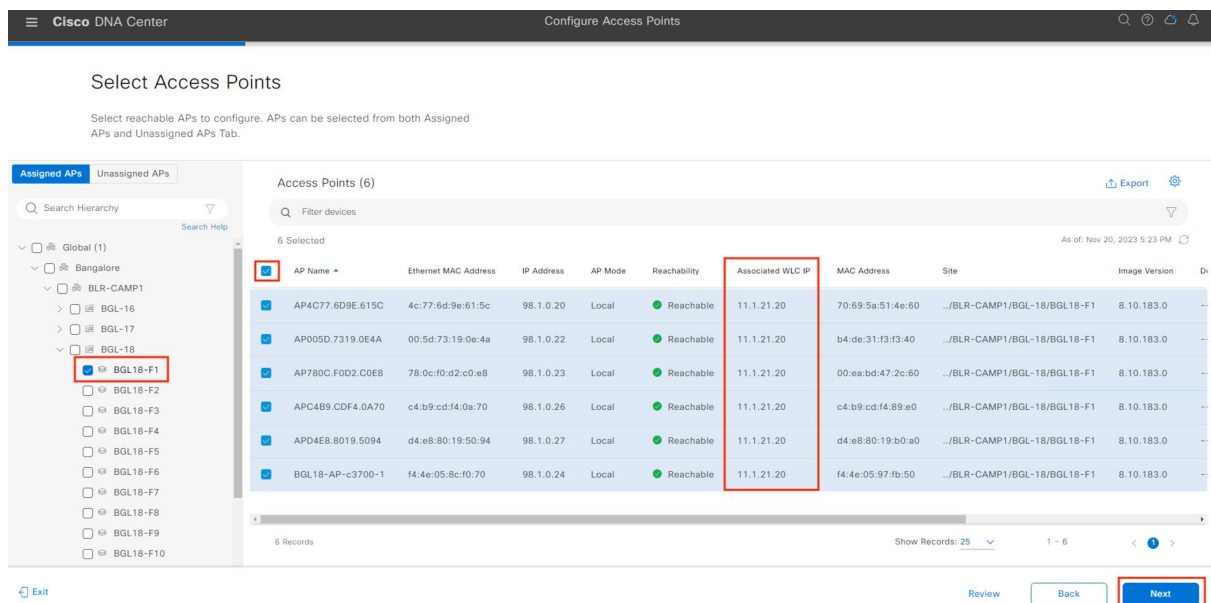 Cisco DNA Center
Configure Access Points
Select Access Points
Select reachable APs to configure. APs can be selected from both Assigned
APs and Unassigned APs Tab.
Assigned APs Unassigned APs
Search Hierarchy
Search Help
Global (1)
Bangalore
BLR-CAMP1
BGL-16
BGL-17
BGL-18
BGL18-F1
BGL18-F2
BGL18-F3
BGL18-F4
BGL18-F5
BGL18-F6
BGL18-F7
BGL18-F8
BGL18-F9
BGL18-F10
Access Points (6)
Export
Filter devices
6 Selected
As of: Nov 20, 2023 5:23 PM
AP Name Ethernet MAC Address IP Address AP Mode Reachability Associated WLC IP MAC Address Site Image Version
AP4C77.6D9E.615C 4c:77:6d:9e:61:5c 98.1.0.20 Local Reachable 11.1.21.20 70:69:5a:51:4e:60 ../BLR-CAMP1/BGL-18/BGL18-F1 8.10.183.0 --
AP005D.7319.0E4A 00:5d:73:19:0e:4a 98.1.0.22 Local Reachable 11.1.21.20 b4:de:31:f3:f3:40 ../BLR-CAMP1/BGL-18/BGL18-F1 8.10.183.0 --
AP780C.F0D2.C0E8 78:0c:f0:d2:c0:e8 98.1.0.23 Local Reachable 11.1.21.20 00:ea:bd:47:2c:60 ../BLR-CAMP1/BGL-18/BGL18-F1 8.10.183.0 --
APC4B9.CDF4.0A70 c4:b9:cd:f4:0a:70 98.1.0.26 Local Reachable 11.1.21.20 c4:b9:cd:f4:89:e0 ../BLR-CAMP1/BGL-18/BGL18-F1 8.10.183.0 --
APD4E8.8019.5094 d4:e8:80:19:50:94 98.1.0.27 Local Reachable 11.1.21.20 d4:e8:80:19:b0:a0 ../BLR-CAMP1/BGL-18/BGL18-F1 8.10.183.0 --
BGL18-AP-c3700-1 f4:4e:05:8c:f0:70 98.1.0.24 Local Reachable 11.1.21.20 f4:4e:05:97:fb:50 ../BLR-CAMP1/BGL-18/BGL18-F1 8.10.183.0 --
6 Records
Show Records: 25
1 - 6
1
Exit
Review
Back
Next